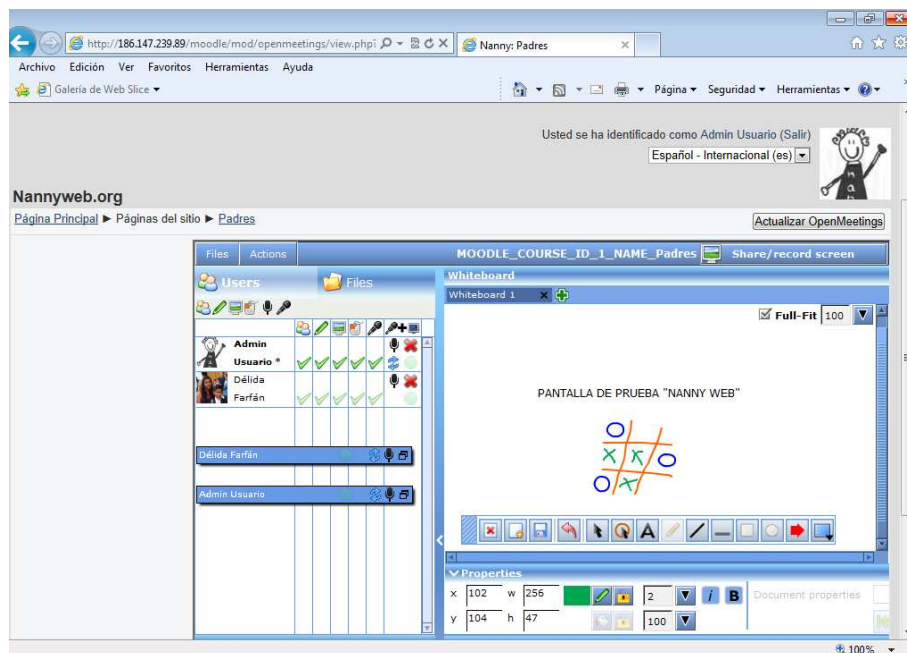 http://186.147.239.89/moodle/mod/openmeetings/view.php?
Nanny: Padres
Archivo Edición Ver Favoritos Herramientas Ayuda
Galería de Web Slice
Página Seguridad Herramientas
Usted se ha identificado como Admin Usuario (Salir)
Español - Internacional (es)
Nannyweb.org
Página Principal ► Páginas del sitio ► Padres
Actualizar OpenMeetings
Files Actions
MOODLE_COURSE_ID_1_NAME_Padres
Share/record screen
Users
Files
Whiteboard
Whiteboard 1
Full-Fit 100
Admin
Usuario *
Délida
Farfán
PANTALLA DE PRUEBA "NANNY WEB"
O
X X O
O X
Délida Farfán
Admin Usuario
A
Properties
x 102 w 256
2
i B
Document properties
y 104 h 47
100
100%